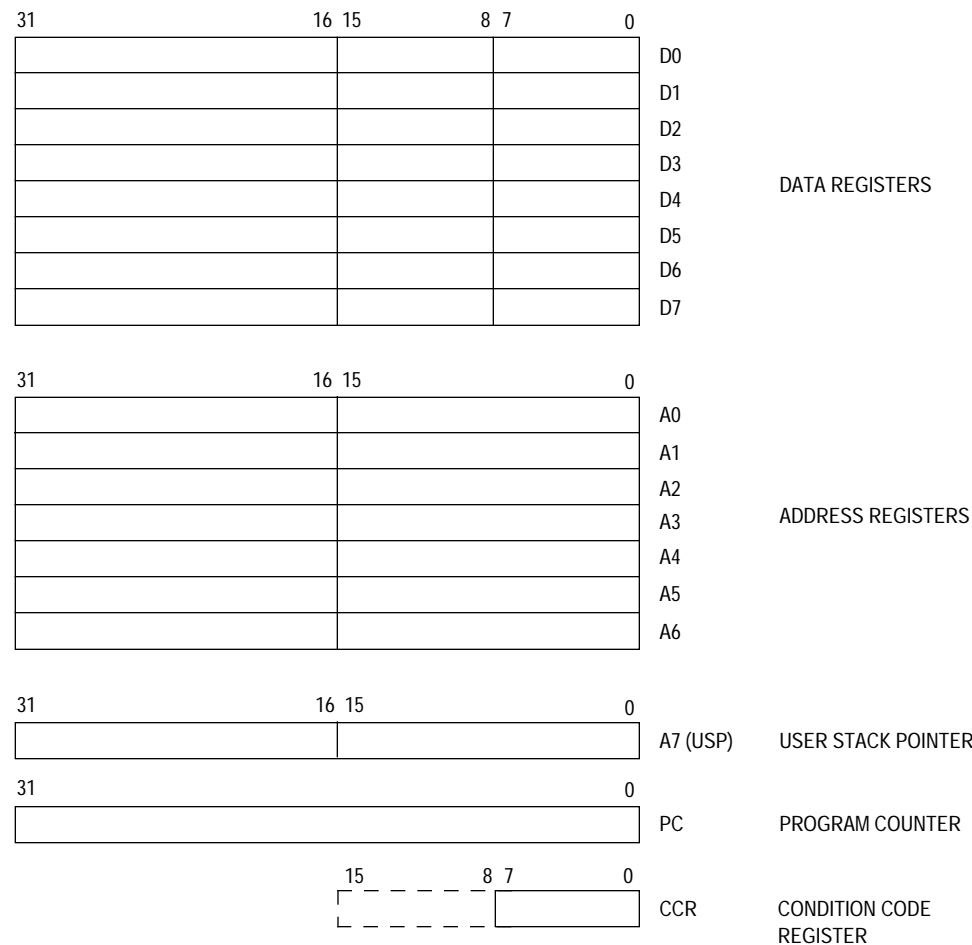 31 16 15 8 7 0
D0
D1
D2
D3
DATA REGISTERS
D4
D5
D6
D7
31 16 15 0
A0
A1
A2
A3 ADDRESS REGISTERS
A4
A5
A6
31 16 15 0
A7 (USP) USER STACK POINTER
31 0
PC PROGRAM COUNTER
15 8 7 0
CCR CONDITION CODE
REGISTER